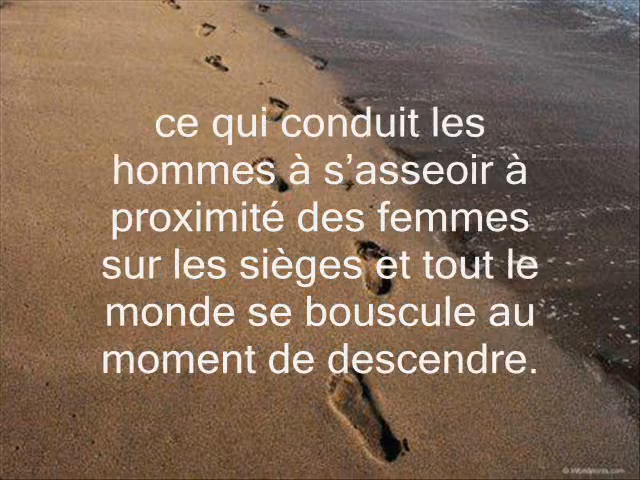 ce qui conduit les
hommes à s’asseoir à
proximité des femmes
sur les sièges et tout le
monde se bouscule au
moment de descendre.